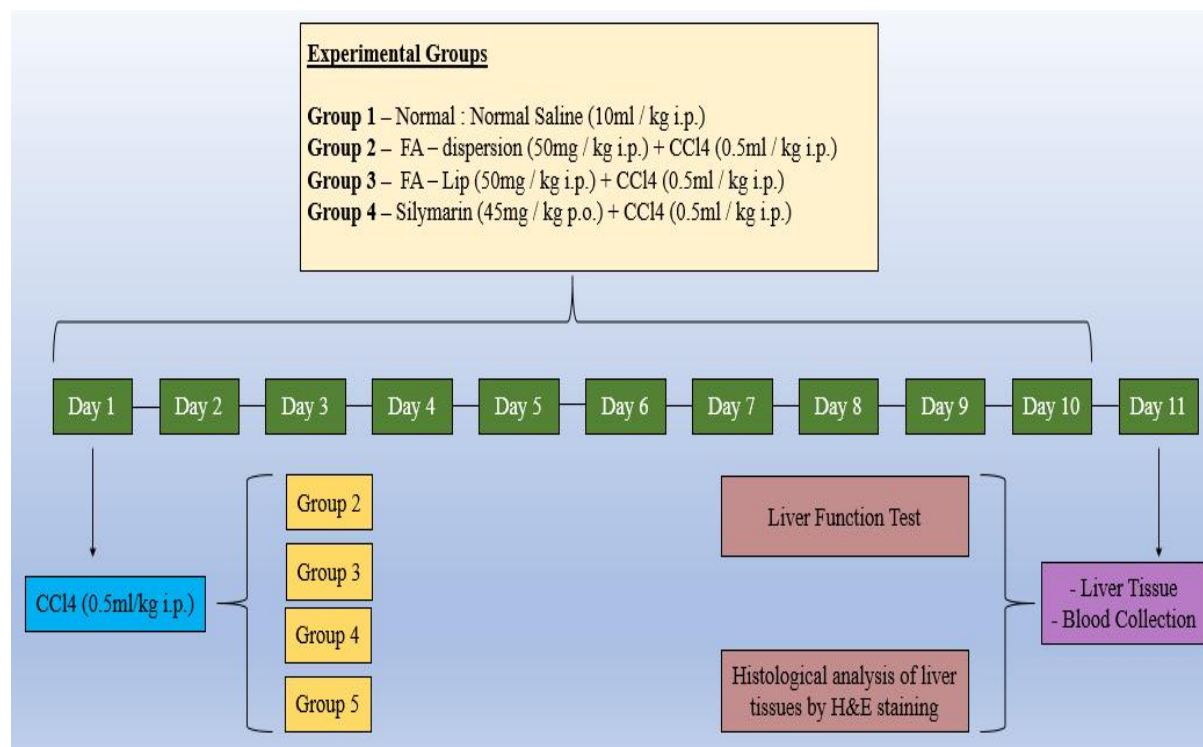 Experimental Groups
Group 1 – Normal : Normal Saline (10ml / kg i.p.)
Group 2 – FA – dispersion (50mg / kg i.p.) + CCl4 (0.5ml / kg i.p.)
Group 3 – FA – Lip (50mg / kg i.p.) + CCl4 (0.5ml / kg i.p.)
Group 4 – Silymarin (45mg / kg p.o.) + CCl4 (0.5ml / kg i.p.)
Day 1
Day 2
Day 3
Day 4
Day 5
Day 6
Day 7
Day 8
Day 9
Day 10
Day 11
CCl4 (0.5ml/kg i.p.)
Group 2
Group 3
Group 4
Group 5
Liver Function Test
Histological analysis of liver
tissues by H&E staining
- Liver Tissue
- Blood Collection